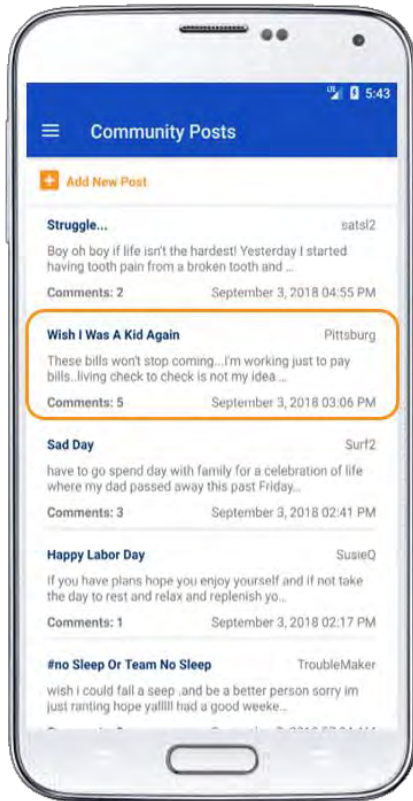 LTE 5:43
Community Posts
Add New Post
Struggle... satsl2
Boy oh boy if life isn't the hardest! Yesterday I started
having tooth pain from a broken tooth and ...
Comments: 2 September 3, 2018 04:55 PM
Wish I Was A Kid Again Pittsburg
These bills won't stop coming...I'm working just to pay
bills..living check to check is not my idea ...
Comments: 5 September 3, 2018 03:06 PM
Sad Day Surf2
have to go spend day with family for a celebration of life
where my dad passed away this past Friday...
Comments: 3 September 3, 2018 02:41 PM
Happy Labor Day SusieQ
If you have plans hope you enjoy yourself and if not take
the day to rest and relax and replenish yo...
Comments: 1 September 3, 2018 02:17 PM
#no Sleep Or Team No Sleep TroubleMaker
wish i could fall a seep .and be a better person sorry im
just ranting hope yallllll had a good weeke...